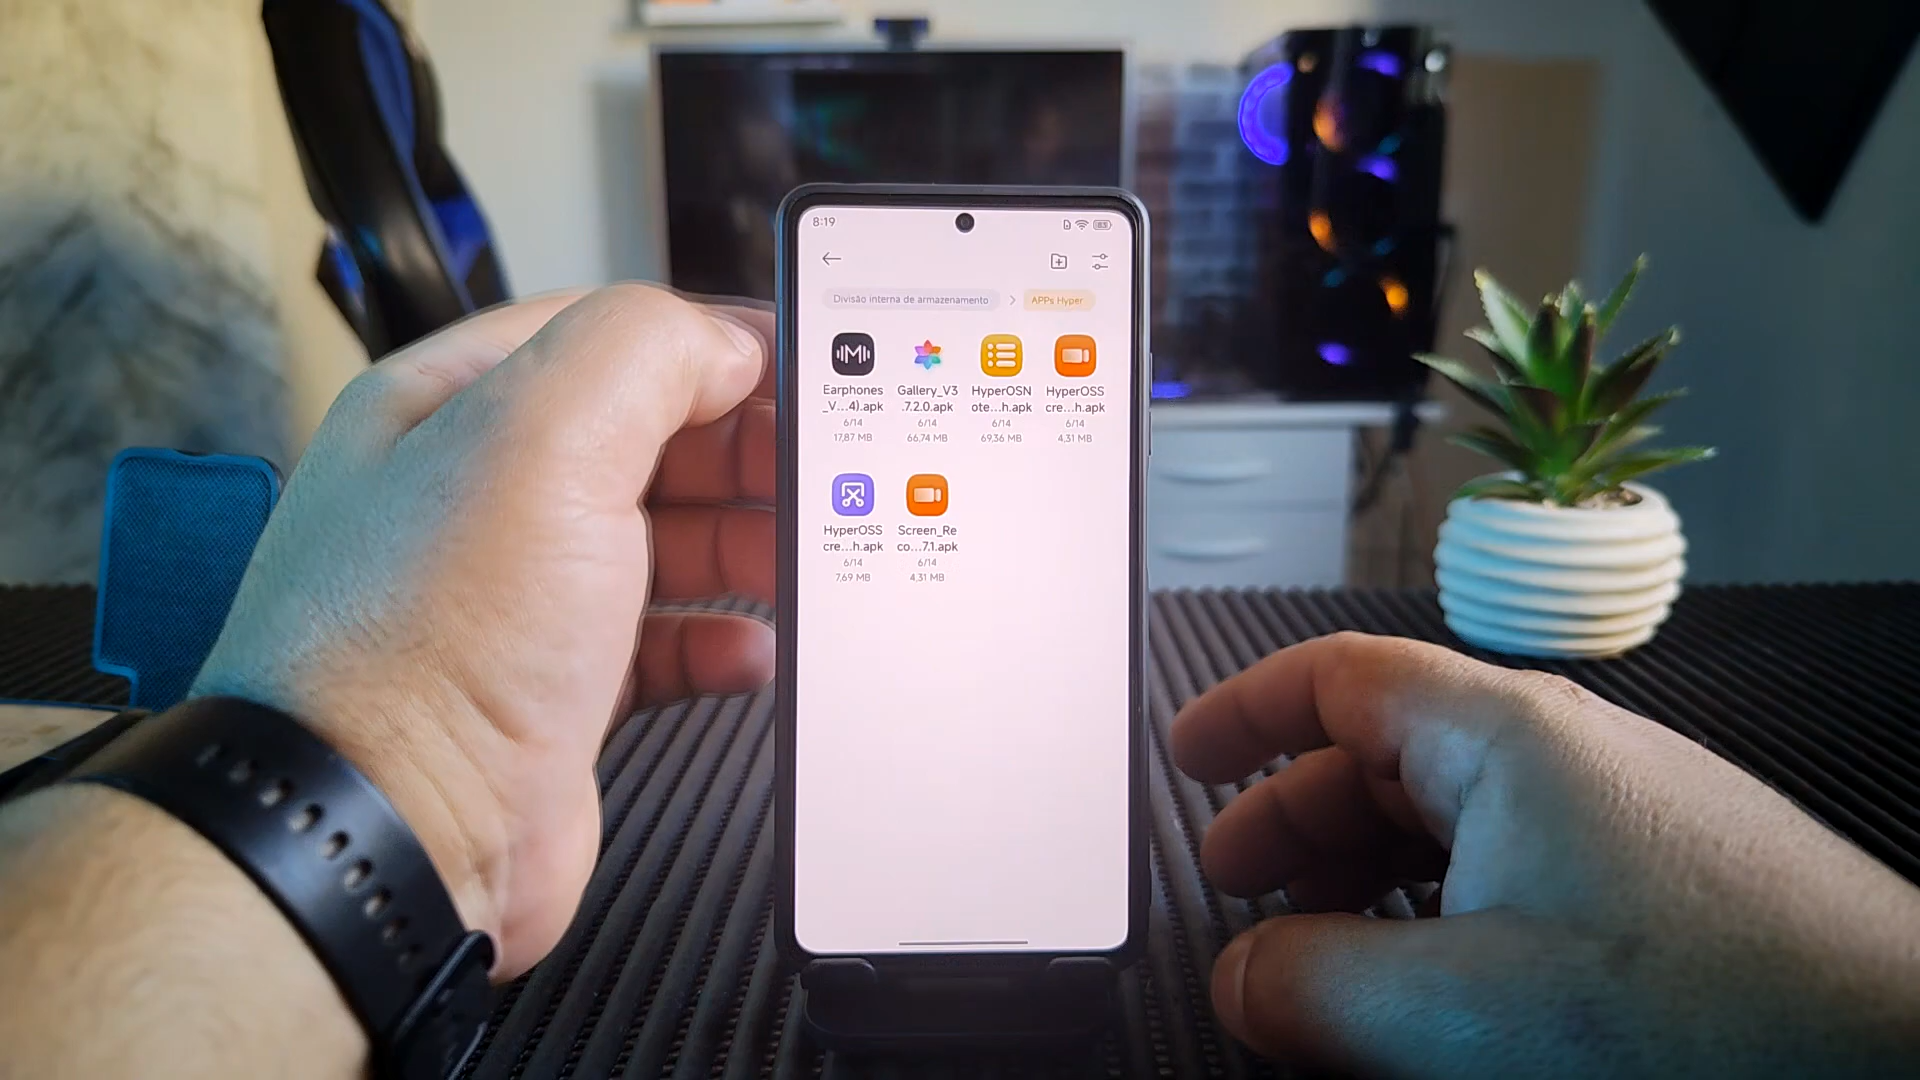 8:19
Divisão interna de armazenamento > APPs Hyper
Earphones
_V...4).apk
6/14
17,87 MB
Gallery_V3
.7.2.0.apk
6/14
66,74 MB
HyperOSN
ote...h.apk
6/14
69,36 MB
HyperOSS
cre...h.apk
6/14
4,31 MB
HyperOSS
cre...h.apk
6/14
7,69 MB
Screen_Re
co...7.1.apk
6/14
4,31 MB